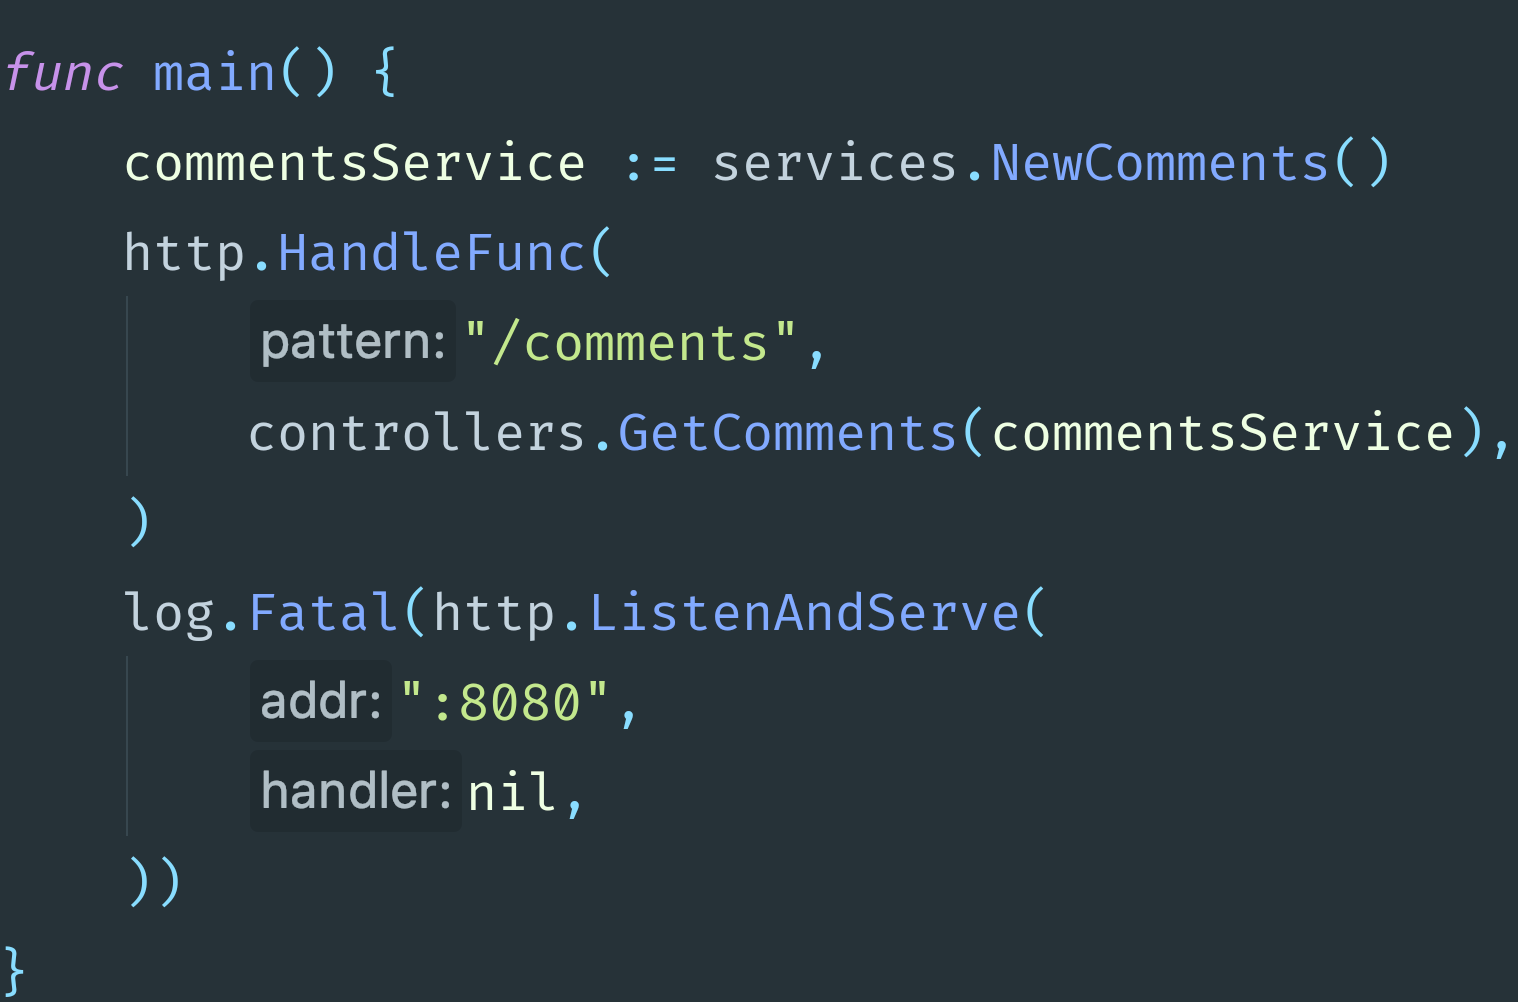 func main() {
commentsService := services.NewComments()
http.HandleFunc(
pattern: "/comments",
controllers.GetComments(commentsService),
)
log.Fatal(http.ListenAndServe(
addr: ":8080",
handler: nil,
))
}